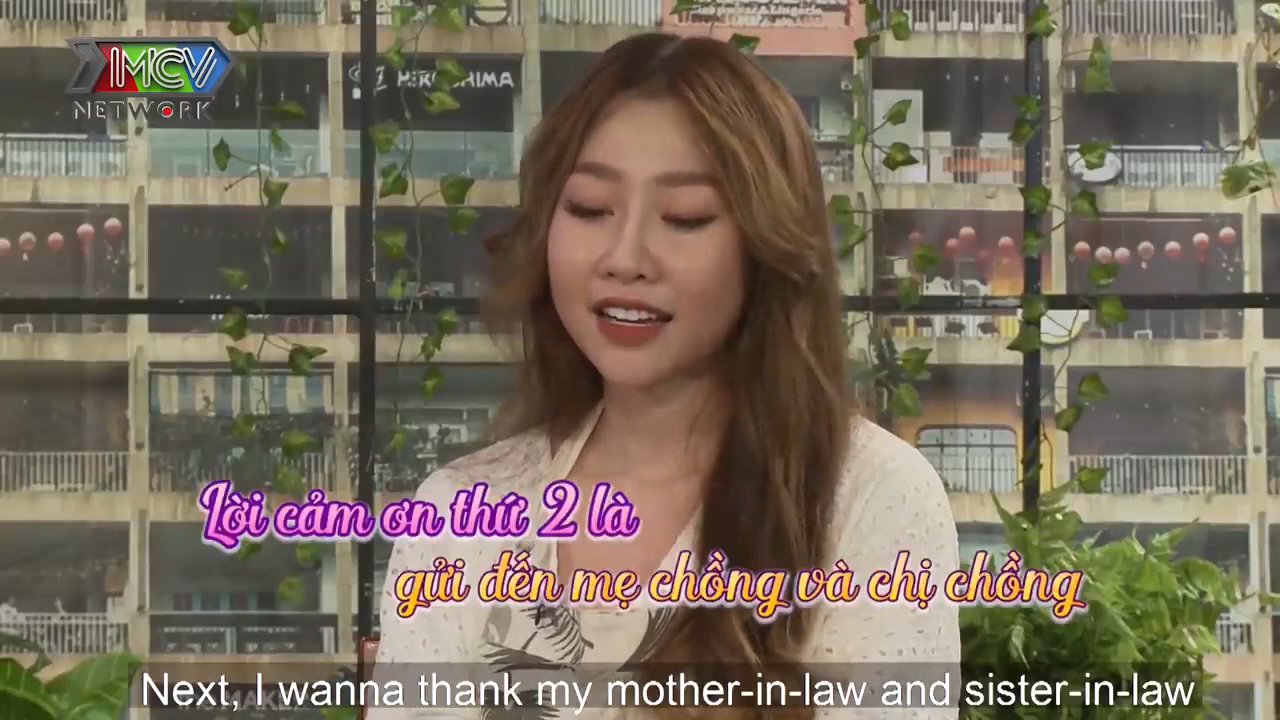 MCV
NETWORK
HIROSHIMA
Lời cảm ơn thứ 2 là
gửi đến mẹ chồng và chị chồng
Next, I wanna thank my mother-in-law and sister-in-law